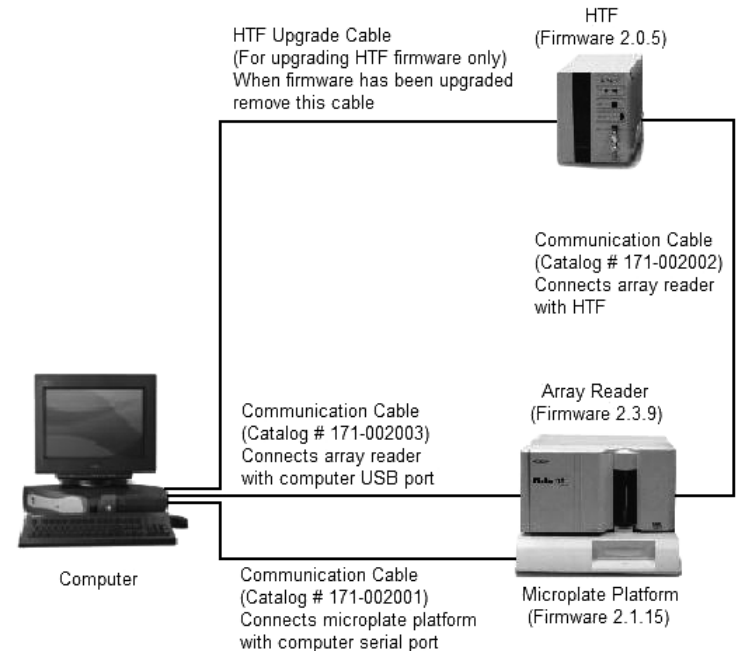 HTF
(Firmware 2.0.5)
HTF Upgrade Cable
(For upgrading HTF firmware only)
When firmware has been upgraded
remove this cable
Communication Cable
(Catalog # 171-002002)
Connects array reader
with HTF
Array Reader
(Firmware 2.3.9)
Communication Cable
(Catalog # 171-002003)
Connects array reader
with computer USB port
Computer
Communication Cable
(Catalog # 171-002001)
Connects microplate platform
with computer serial port
Microplate Platform
(Firmware 2.1.15)